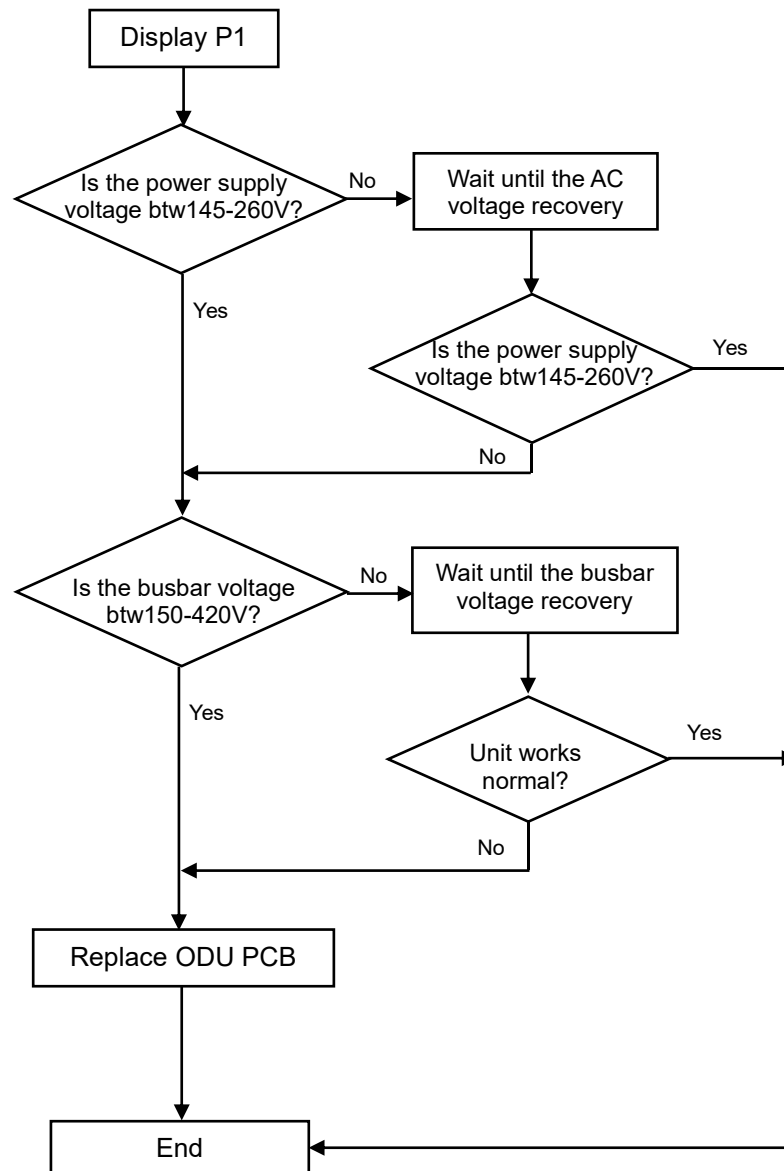 Display P1
Is the power supply
voltage btw145-260V?
No
Wait until the AC
voltage recovery
Yes
Is the power supply
voltage btw145-260V?
Yes
No
Is the busbar voltage
btw150-420V?
No
Wait until the busbar
voltage recovery
Yes
Unit works
normal?
Yes
No
Replace ODU PCB
End